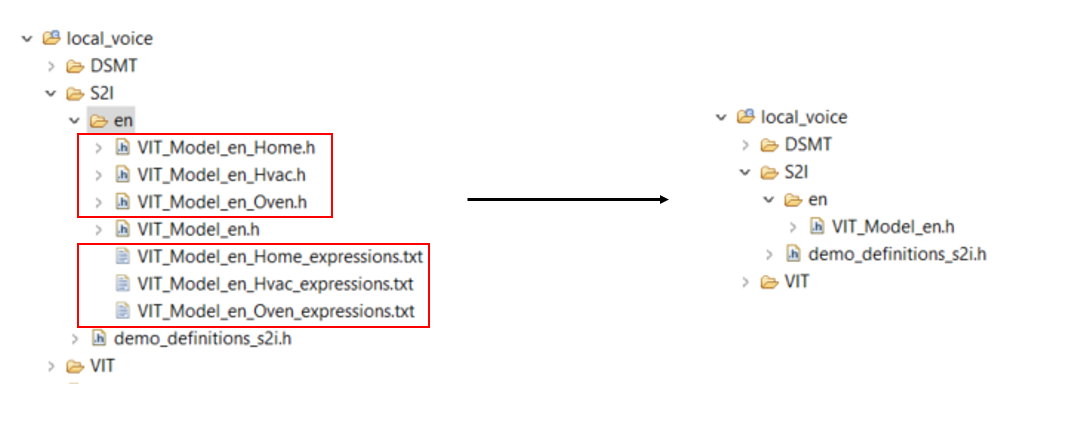 local_voice
DSMT
S2I
en
VIT_Model_en_Home.h
VIT_Model_en_Hvac.h
VIT_Model_en_Oven.h
VIT_Model_en.h
VIT_Model_en_Home_expressions.txt
VIT_Model_en_Hvac_expressions.txt
VIT_Model_en_Oven_expressions.txt
demo_definitions_s2i.h
VIT
local_voice
DSMT
S2I
en
VIT_Model_en.h
demo_definitions_s2i.h
VIT